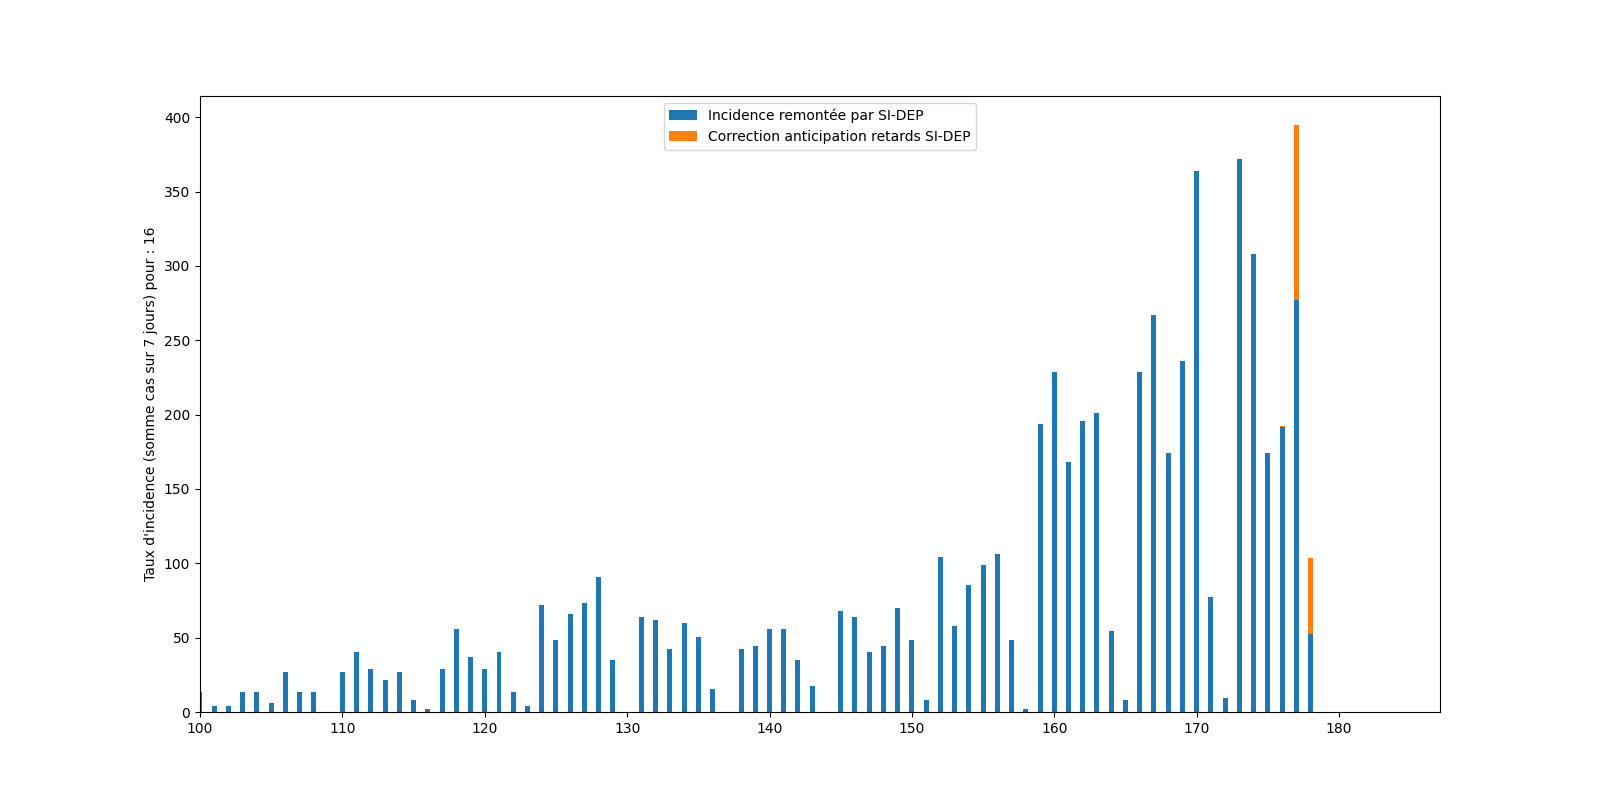 Incidence remontée par SI-DEP
Correction anticipation retards SI-DEP
Taux d'incidence (somme cas sur 7 jours) pour : 16
400
350
300
250
200
150
100
50
0
100 110 120 130 140 150 160 170 180